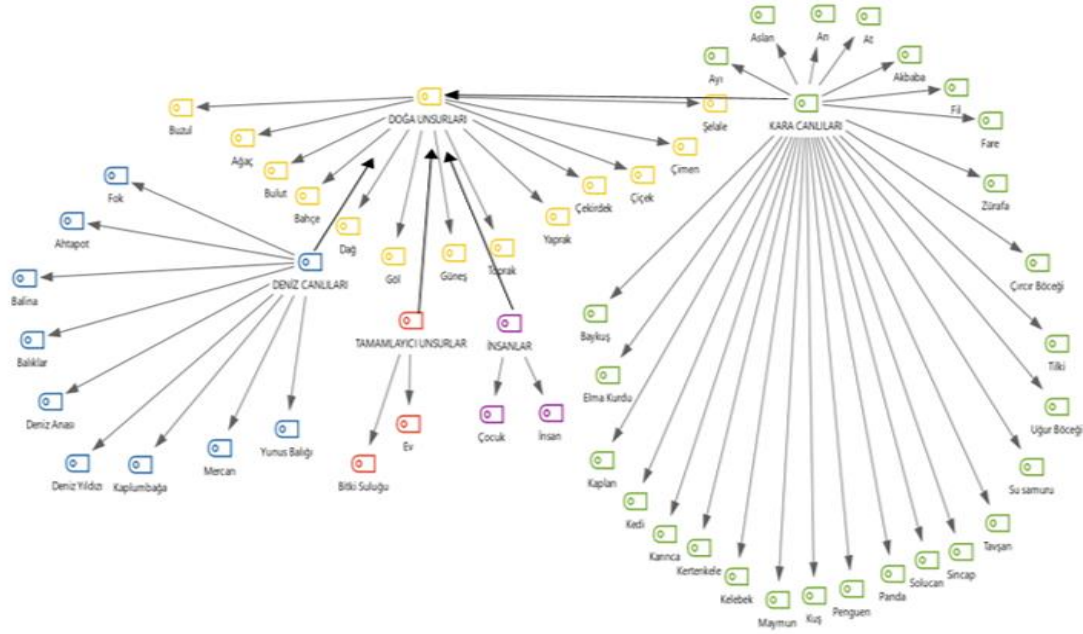 Aslan
Arı
At
Ayı
Akbaba
Fil
Fare
KARA CANLILARI
Zürafa
Çırcır Böceği
Tilki
Uğur Böceği
Su samuru
Tavşan
Sincap
Solucan
Panda
Penguen
Kuş
Maymun
Kelebek
Kertenkele
Karınca
Kedi
Kaplan
Elma Kurdu
Baykuş
DOĞA UNSURLARI
Buzul
Ağaç
Bulut
Bahçe
Dağ
Göl
Güneş
Toprak
Yaprak
Çekirdek
Çiçek
Çimen
Şelale
DENİZ CANLILARI
Fok
Ahtapot
Balina
Balıklar
Deniz Anası
Deniz Yıldızı
Kaplumbağa
Mercan
Yunus Balığı
TAMAMLAYICI UNSURLAR
Bitki Suluğu
Ev
İNSANLAR
Çocuk
İnsan